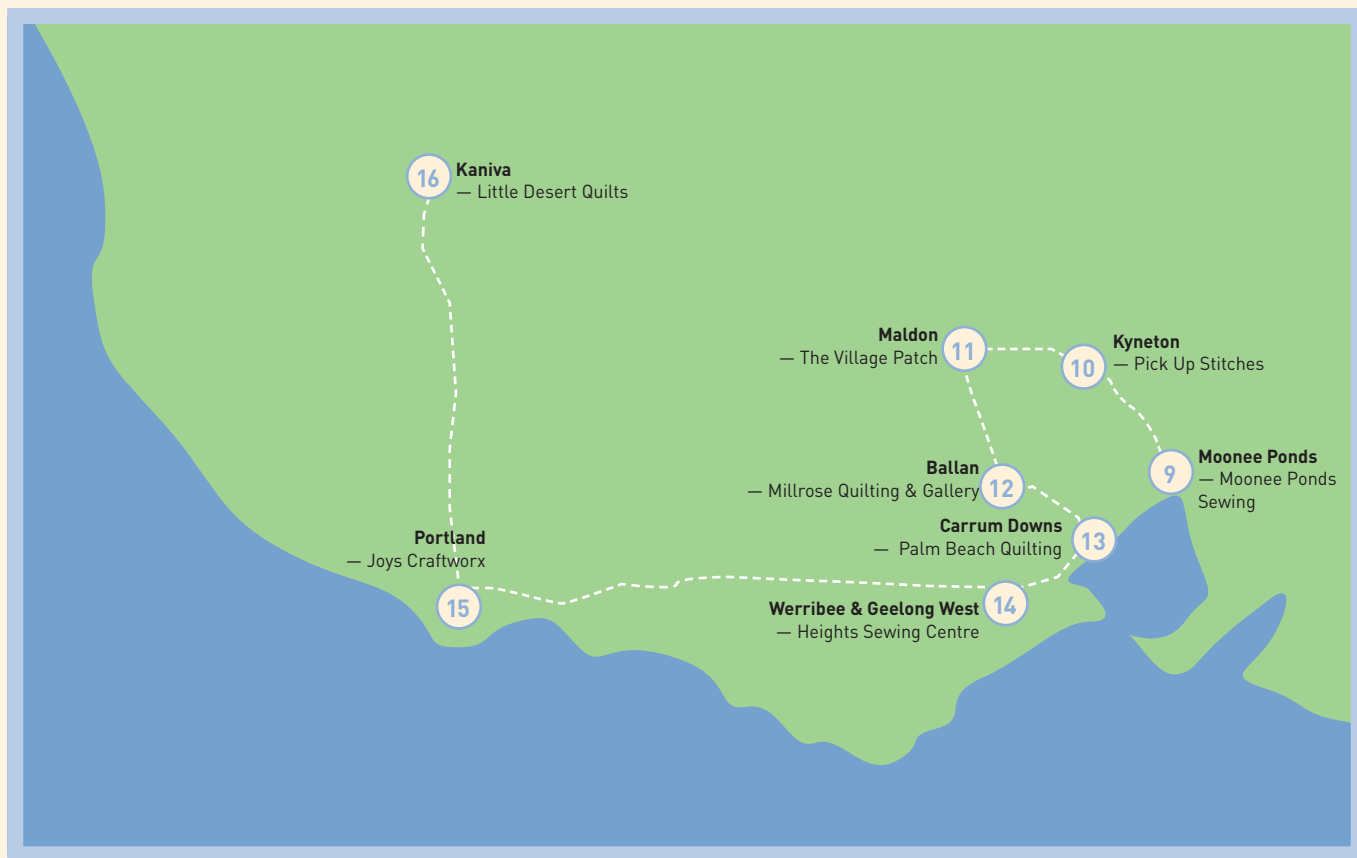 16
Kaniva
— Little Desert Quilts
Maldon
— The Village Patch
11
10
Kyneton
— Pick Up Stitches
Ballan
— Millrose Quilting & Gallery
12
9
Moonee Ponds
— Moonee Ponds
Sewing
Carrum Downs
— Palm Beach Quilting
13
Portland
— Joys Craftworx
15
Werribee & Geelong West
— Heights Sewing Centre
14